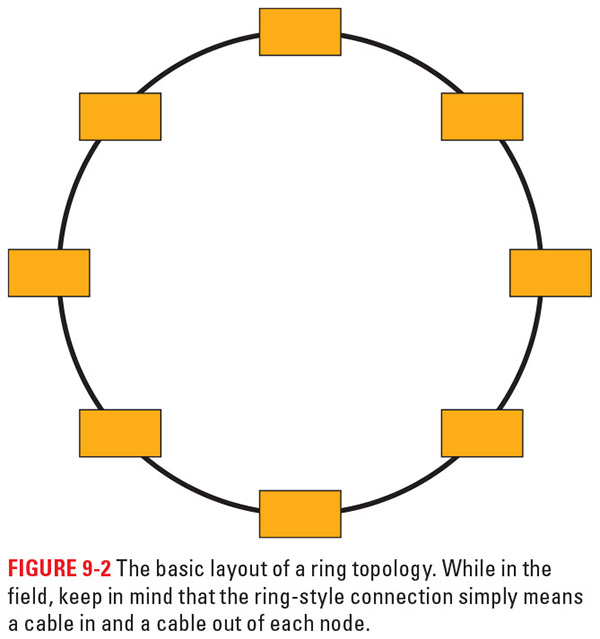 FIGURE 9-2 The basic layout of a ring topology. While in the
field, keep in mind that the ring-style connection simply means
a cable in and a cable out of each node.